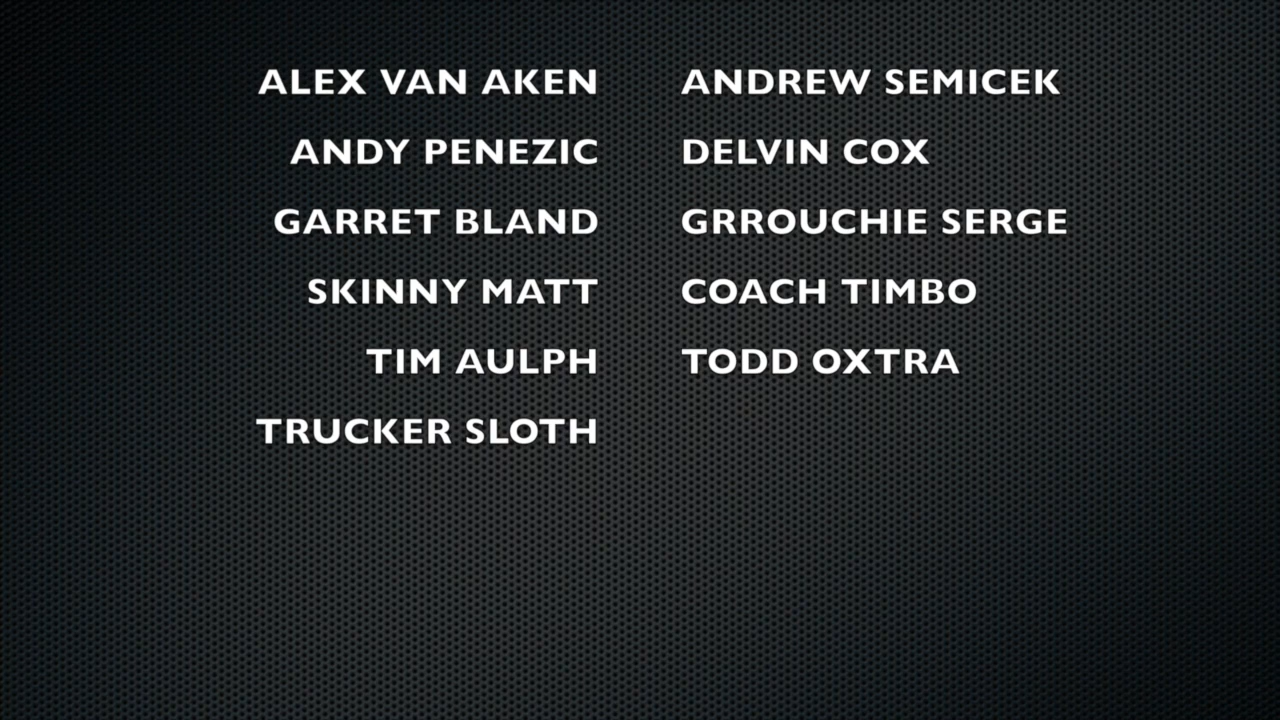 ALEX VAN AKEN ANDREW SEMICEK
ANDY PENEZIC DELVIN COX
GARRET BLAND GRROUCHIE SERGE
SKINNY MATT COACH TIMBO
TIM AULPH TODD OXTRA
TRUCKER SLOTH